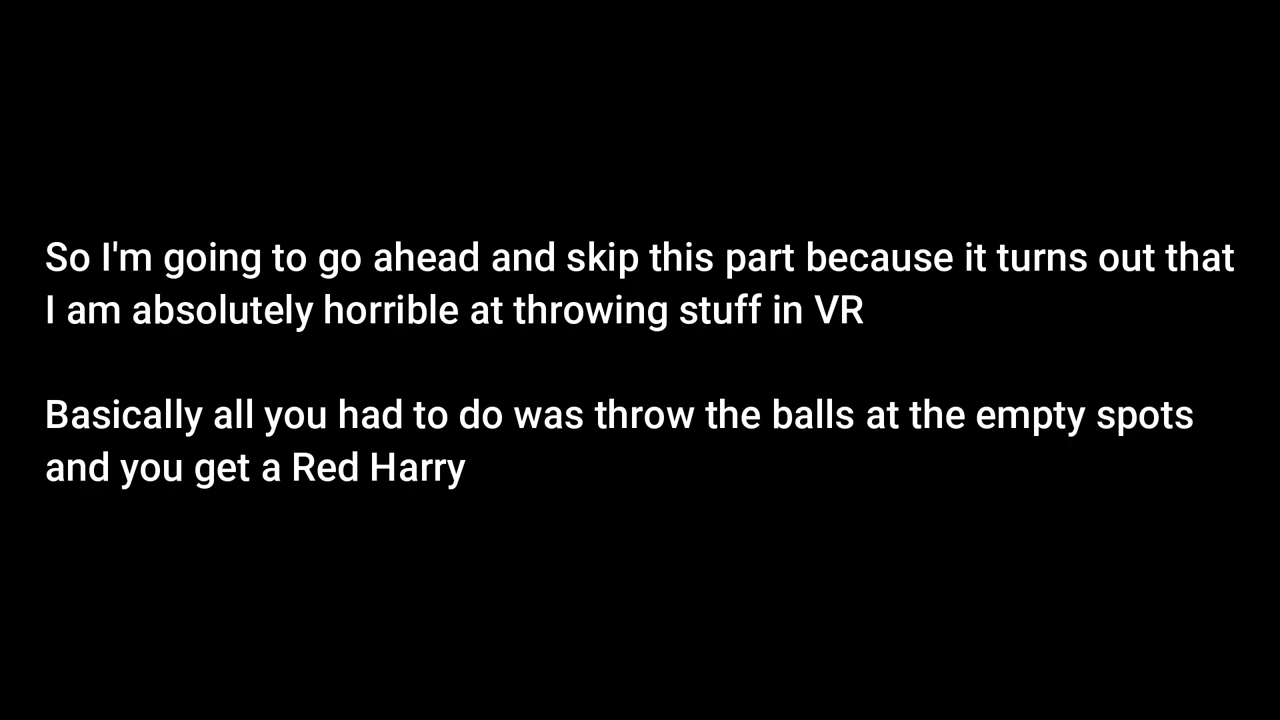 So I'm going to go ahead and skip this part because it turns out that
I am absolutely horrible at throwing stuff in VR
Basically all you had to do was throw the balls at the empty spots
and you get a Red Harry